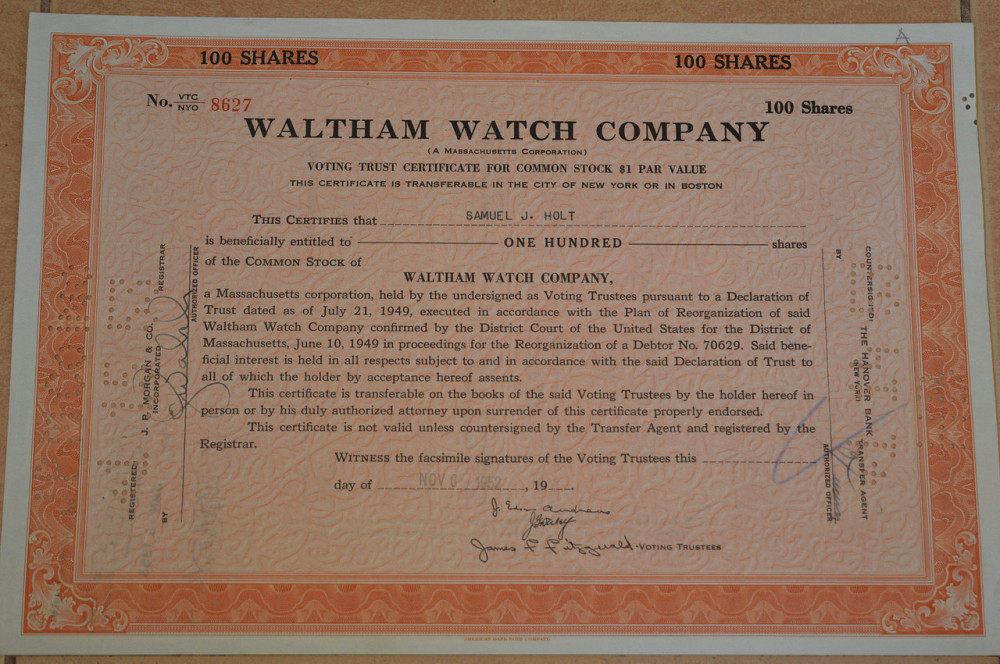 100 SHARES 100 SHARES
No. VTC NYO 8627 100 Shares
WALTHAM WATCH COMPANY
(A MASSACHUSETTS CORPORATION)
VOTING TRUST CERTIFICATE FOR COMMON STOCK $1 PAR VALUE
THIS CERTIFICATE IS TRANSFERABLE IN THE CITY OF NEW YORK OR IN BOSTON
THIS CERTIFIES that SAMUEL J. HOLT
is beneficially entitled to ONE HUNDRED shares
of the COMMON STOCK of
WALTHAM WATCH COMPANY,
a Massachusetts corporation, held by the undersigned as Voting Trustees pursuant to a Declaration of
Trust dated as of July 21, 1949, executed in accordance with the Plan of Reorganization of said
Waltham Watch Company confirmed by the District Court of the United States for the District of
Massachusetts, June 10, 1949 in proceedings for the Reorganization of a Debtor No. 70629. Said bene-
ficial interest is held in all respects subject to and in accordance with the said Declaration of Trust to
all of which the holder by acceptance hereof assents.
This certificate is transferable on the books of the said Voting Trustees by the holder hereof in
person or by his duly authorized attorney upon surrender of this certificate properly endorsed.
This certificate is not valid unless countersigned by the Transfer Agent and registered by the
Registrar.
WITNESS the facsimile signatures of the Voting Trustees this
day of NOV 6 1952, 19
James F Fitzgerald - VOTING TRUSTEES
REGISTERED:
J. P. MORGAN & CO.
INCORPORATED
REGISTRAR
BY
AUTHORIZED OFFICER
COUNTERSIGNED:
THE HANOVER BANK
(NEW YORK)
TRANSFER AGENT
BY
AUTHORIZED OFFICER
AMERICAN BANK NOTE COMPANY